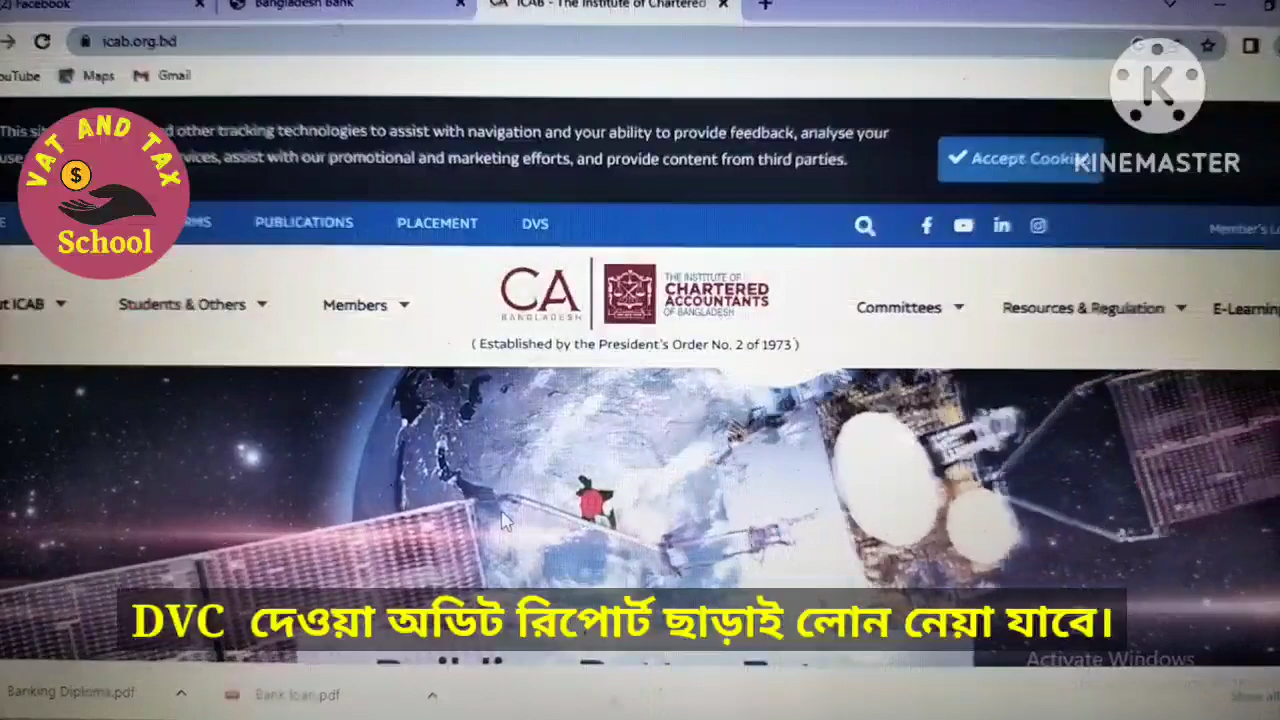 Facebook
Bangladesh Bank
ICAB - The Institute of Chartered
icab.org.bd
Maps
Gmail
other tracking technologies to assist with navigation and your ability to provide feedback, analyse your
assist with our promotional and marketing efforts, and provide content from third parties.
Accept
K
KINEMASTER
VAT AND TAX
$
School
PUBLICATIONS
PLACEMENT
DVS
Member's
ICAB
Students & Others
Members
CA
BANGLADESH
THE INSTITUTE OF
CHARTERED
ACCOUNTANTS
OF BANGLADESH
Committees
Resources & Regulation
( Established by the President's Order No. 2 of 1973 )
DVC দেওয়া অডিট রিপোর্ট ছাড়াই লোন নেয়া যাবে।
Activate Windows
Banking Diploma.pdf
Bank loan.pdf